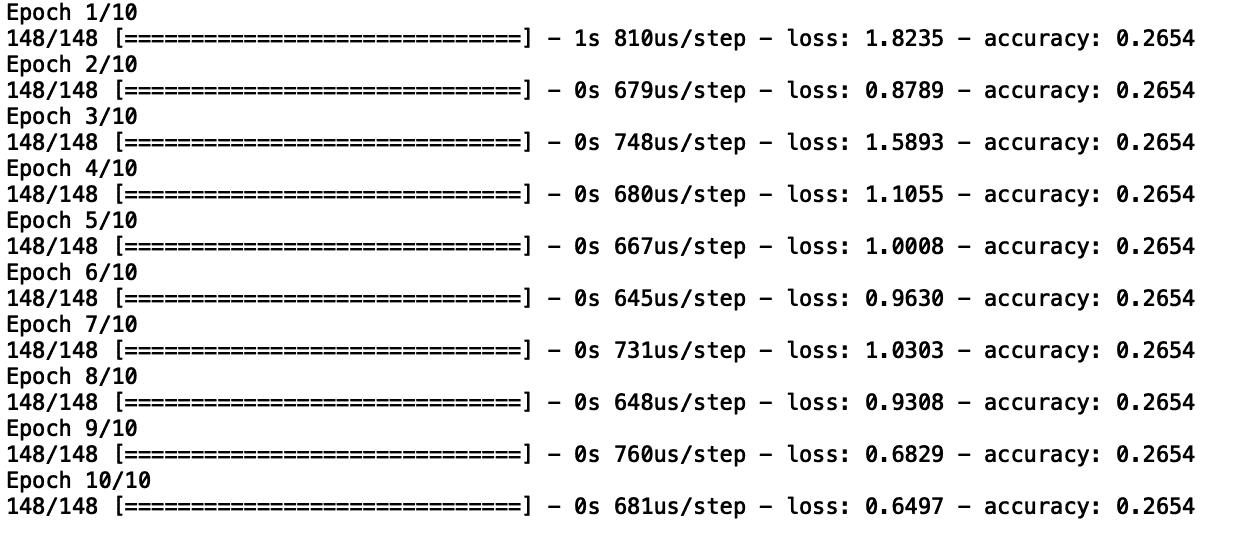 Epoch 1/10
148/148 [==============================] - 1s 810us/step - loss: 1.8235 - accuracy: 0.2654
Epoch 2/10
148/148 [==============================] - 0s 679us/step - loss: 0.8789 - accuracy: 0.2654
Epoch 3/10
148/148 [==============================] - 0s 748us/step - loss: 1.5893 - accuracy: 0.2654
Epoch 4/10
148/148 [==============================] - 0s 680us/step - loss: 1.1055 - accuracy: 0.2654
Epoch 5/10
148/148 [==============================] - 0s 667us/step - loss: 1.0008 - accuracy: 0.2654
Epoch 6/10
148/148 [==============================] - 0s 645us/step - loss: 0.9630 - accuracy: 0.2654
Epoch 7/10
148/148 [==============================] - 0s 731us/step - loss: 1.0303 - accuracy: 0.2654
Epoch 8/10
148/148 [==============================] - 0s 648us/step - loss: 0.9308 - accuracy: 0.2654
Epoch 9/10
148/148 [==============================] - 0s 760us/step - loss: 0.6829 - accuracy: 0.2654
Epoch 10/10
148/148 [==============================] - 0s 681us/step - loss: 0.6497 - accuracy: 0.2654